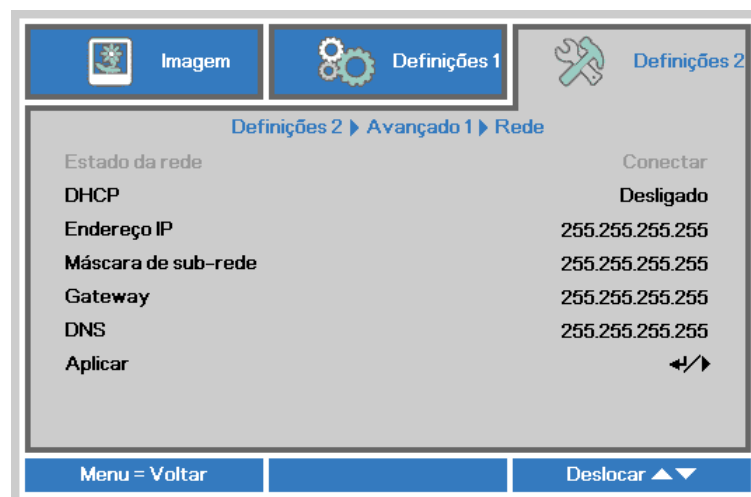 Imagem
Definições 1
Definições 2
Definições 2 ▶ Avançado 1 ▶ Rede
Estado da rede Conectar
DHCP Desligado
Endereço IP 255.255.255.255
Máscara de sub-rede 255.255.255.255
Gateway 255.255.255.255
DNS 255.255.255.255
Aplicar ↵/▶
Menu = Voltar
Deslocar ▲▼